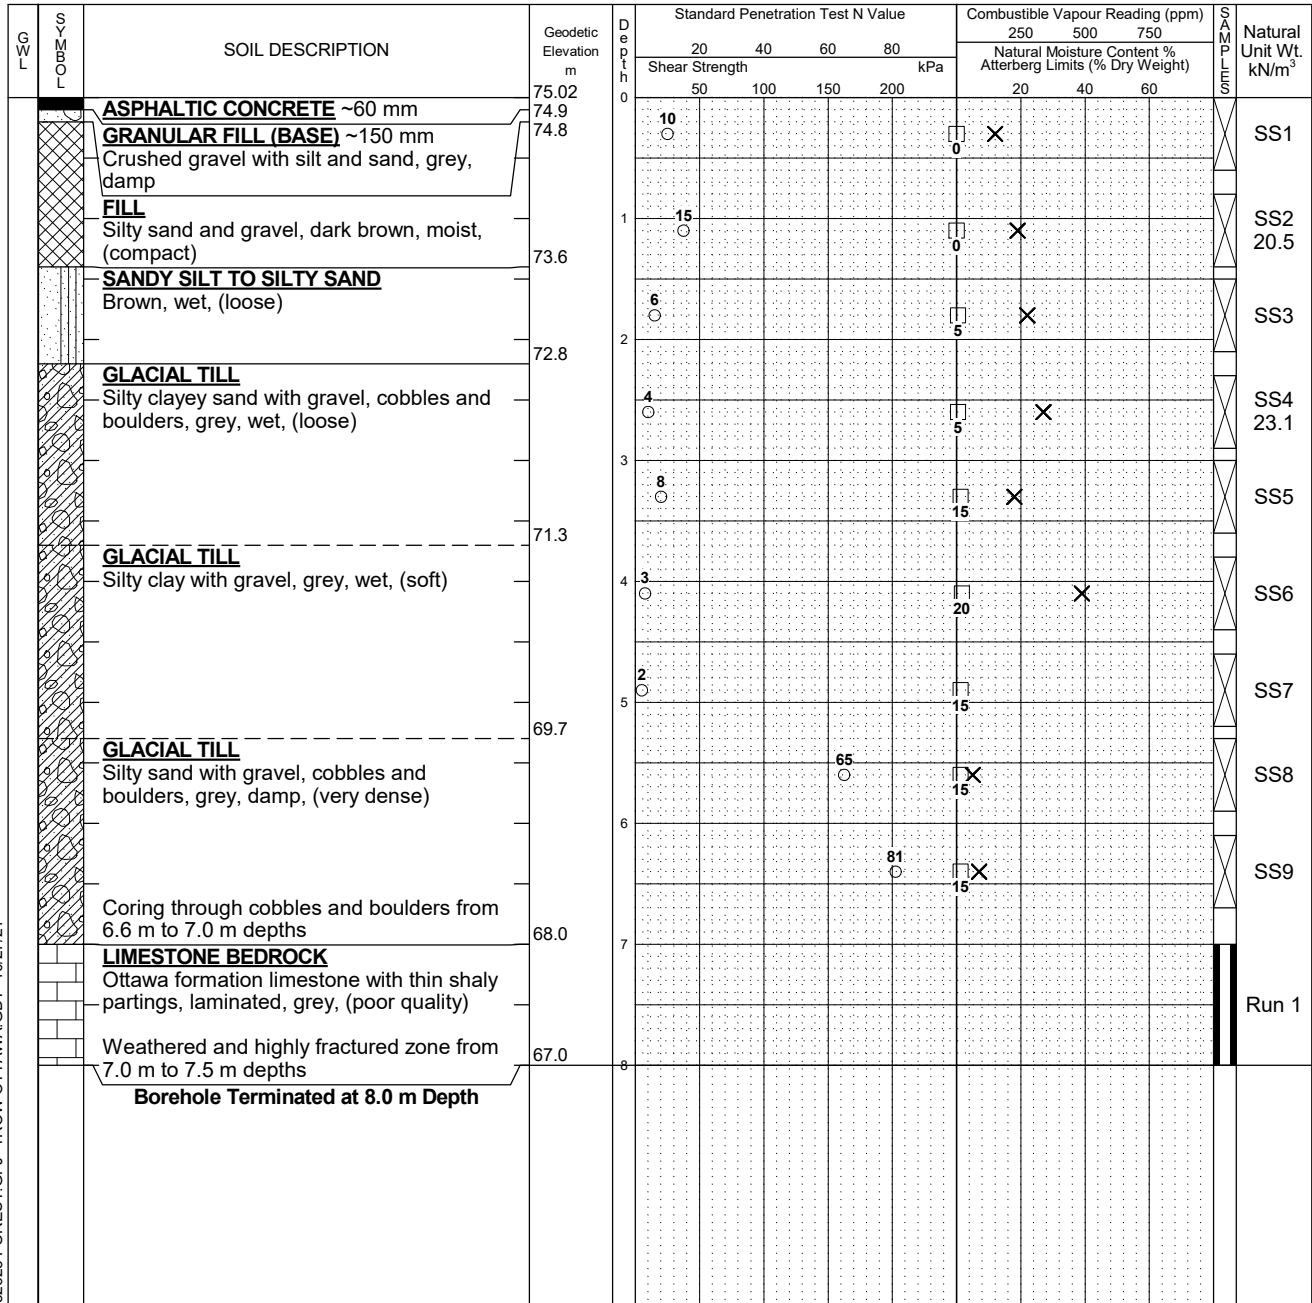 GWL
SYMBOL
SOIL DESCRIPTION
Geodetic
Elevation
m
Depth
Standard Penetration Test N Value
20 40 60 80
Shear Strength kPa
50 100 150 200
Combustible Vapour Reading (ppm)
250 500 750
Natural Moisture Content %
Atterberg Limits (% Dry Weight)
20 40 60
SAMPLES
Natural
Unit Wt.
kN/m³
75.02
0
ASPHALTIC CONCRETE ~60 mm
74.9
GRANULAR FILL (BASE) ~150 mm
74.8
Crushed gravel with silt and sand, grey,
damp
10
0
SS1
FILL
Silty sand and gravel, dark brown, moist,
(compact)
73.6
1
15
0
SS2
20.5
SANDY SILT TO SILTY SAND
Brown, wet, (loose)
72.8
6
5
SS3
2
GLACIAL TILL
Silty clayey sand with gravel, cobbles and
boulders, grey, wet, (loose)
71.3
4
5
SS4
23.1
3
8
15
SS5
GLACIAL TILL
Silty clay with gravel, grey, wet, (soft)
69.7
4
3
20
SS6
2
15
SS7
5
GLACIAL TILL
Silty sand with gravel, cobbles and
boulders, grey, damp, (very dense)
65
15
SS8
6
81
15
SS9
Coring through cobbles and boulders from
6.6 m to 7.0 m depths
68.0
7
LIMESTONE BEDROCK
Ottawa formation limestone with thin shaly
partings, laminated, grey, (poor quality)
Run 1
Weathered and highly fractured zone from
7.0 m to 7.5 m depths
67.0
8
Borehole Terminated at 8.0 m Depth